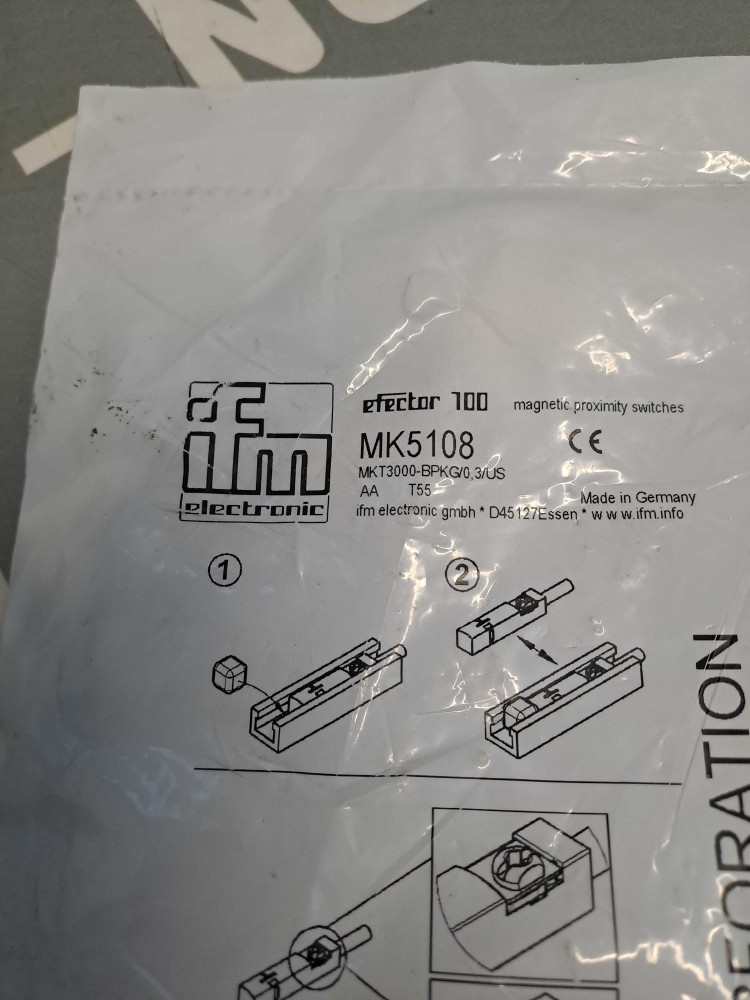 ifm
electronic
efector 100
magnetic proximity switches
MK5108
CE
MKT3000-BPKG/0,3/US
AA T55
Made in Germany
ifm electronic gmbh * D45127Essen * w w w.ifm.info
1
2